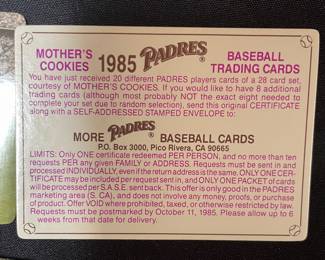 MOTHER'S COOKIES 1985 PADRES BASEBALL TRADING CARDS
You have just received 20 different PADRES players cards of a 28 card set,
courtesy of MOTHER'S COOKIES. If you would like to have 8 additional
trading cards (although most probably NOT the exact eight needed to
complete your set due to random selection), send this original CERTIFICATE
along with a SELF-ADDRESSED STAMPED ENVELOPE to:
MORE PADRES BASEBALL CARDS
P.O. Box 3000, Pico Rivera, CA 90665
LIMITS: Only ONE certificate redeemed PER PERSON, and no more than ten
requests PER any given FAMILY or ADDRESS. Requests must be sent in and
processed INDIVIDUALLY, even if the return address is the same. ONLY ONE CER-
TIFICATE may be included per request and ONLY ONE PACKET of cards
will be processed per S.A.S.E. sent. This offer is only good in the PADRES
marketing area (S. CA), and does not involve any money, proofs, or purchase
of product. Offer VOID where prohibited, taxed, or otherwise restricted by law.
Requests must be postmarked by October 11, 1985. Please allow up to 6
weeks from that date for delivery.